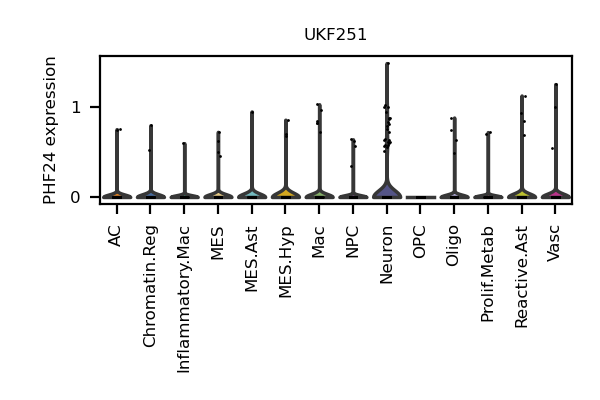 UKF251
PHF24 expression
1
0
AC
Chromatin.Reg
Inflammatory.Mac
MES
MES.Ast
MES.Hyp
Mac
NPC
Neuron
OPC
Oligo
Prolif.Metab
Reactive.Ast
Vasc